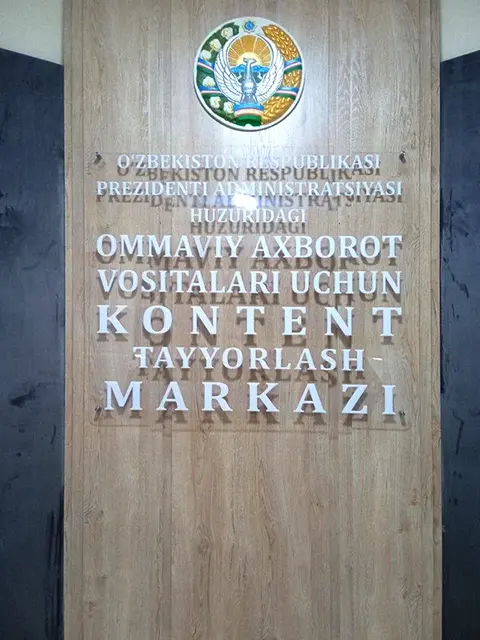 O‘ZBEKISTON RESPUBLIKASI
PREZIDENTI ADMINISTRATSIYASI
HUZURIDAGI
OMMAVIY AXBOROT
VOSITALARI UCHUN
KONTENT
TAYYORLASH
MARKAZI